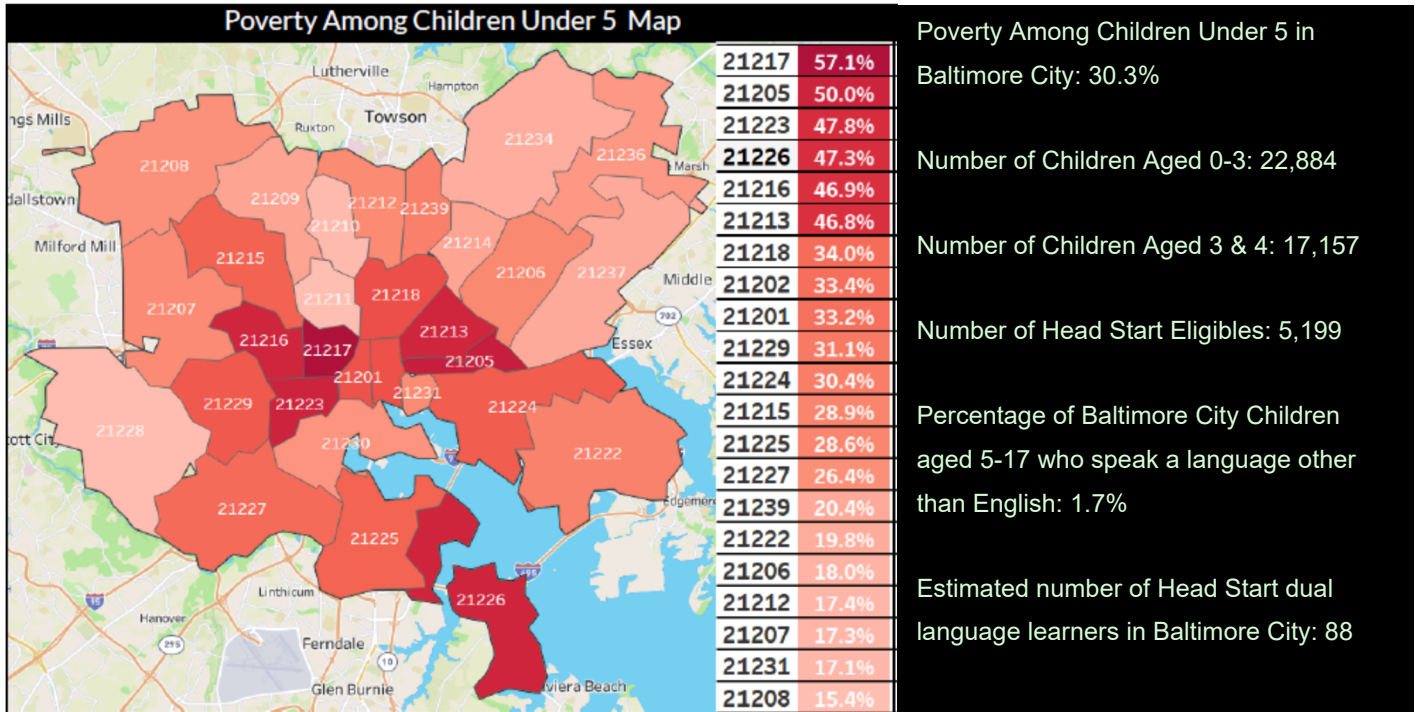 Poverty Among Children Under 5 Map
Lutherville
Hampton
ngs Mills
Ruxton
Towson
21234
21236
Marsh
21208
dallstown
21209
21212
21239
21210
21214
Milford Mill
21215
21206
21237
Middle
21207
21211
21218
702
21213
21216
21217
Essex
21205
21201
21231
21229
21223
21224
21228
ott City
21230
21222
Edgemere
21227
21225
695
21226
95
Linthicum
Hanover
295
Ferndale
10
Glen Burnie
viera Beach
21217 57.1%
21205 50.0%
21223 47.8%
21226 47.3%
21216 46.9%
21213 46.8%
21218 34.0%
21202 33.4%
21201 33.2%
21229 31.1%
21224 30.4%
21215 28.9%
21225 28.6%
21227 26.4%
21239 20.4%
21222 19.8%
21206 18.0%
21212 17.4%
21207 17.3%
21231 17.1%
21208 15.4%
Poverty Among Children Under 5 in
Baltimore City: 30.3%
Number of Children Aged 0-3: 22,884
Number of Children Aged 3 & 4: 17,157
Number of Head Start Eligibles: 5,199
Percentage of Baltimore City Children
aged 5-17 who speak a language other
than English: 1.7%
Estimated number of Head Start dual
language learners in Baltimore City: 88